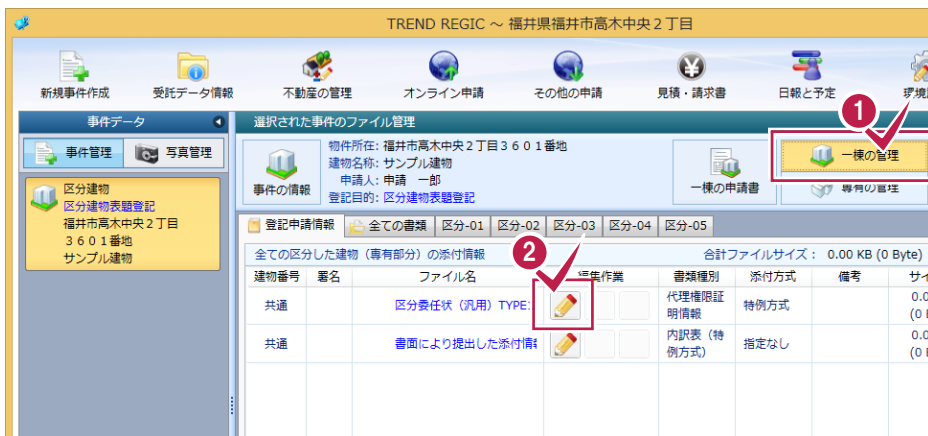 TREND REGIC ～ 福井県福井市高木中央２丁目
新規事件作成
受託データ情報
不動産の管理
オンライン申請
その他の申請
見積・請求書
日報と予定
環境
1
事件データ
選択された事件のファイル管理
事件管理
写真管理
区分建物
区分建物表題登記
福井市高木中央２丁目
３６０１番地
サンプル建物
事件の情報
物件所在: 福井市高木中央２丁目３６０１番地
建物名称: サンプル建物
申請人: 申請　一郎
登記目的: 区分建物表題登記
一棟の申請書
一棟の管理
専有の管理
登記申請情報
全ての書類
区分-01
区分-02
区分-03
区分-04
区分-05
2
全ての区分した建物（専有部分）の添付情報
合計ファイルサイズ： 0.00 KB (0 Byte)
建物番号
署名
ファイル名
編集作業
書類種別
添付方式
備考
サイ
共通
区分委任状（汎用）TYPE:
代理権限証
明情報
特例方式
0.0
(0 B
共通
書面により提出した添付情報
内訳表（特
例方式）
指定なし
0.0
(0 B